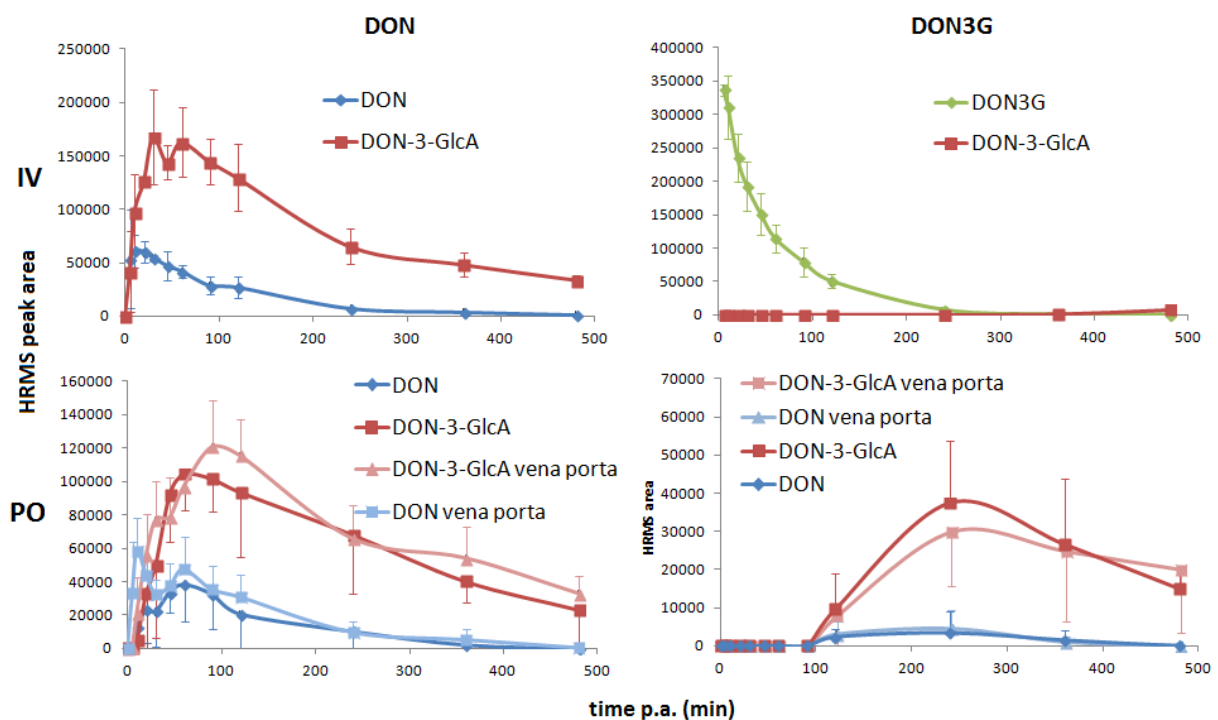 DON
DON3G
IV
PO
HRMS peak area
250000
200000
150000
100000
50000
0
0
100
200
300
400
500
DON
DON-3-GlcA
400000
350000
300000
250000
200000
150000
100000
50000
0
0
100
200
300
400
500
DON3G
DON-3-GlcA
160000
140000
120000
100000
80000
60000
40000
20000
0
0
100
200
300
400
500
DON
DON-3-GlcA
DON-3-GlcA vena porta
DON vena porta
HRMS area
70000
60000
50000
40000
30000
20000
10000
0
0
100
200
300
400
500
DON-3-GlcA vena porta
DON vena porta
DON-3-GlcA
DON
time p.a. (min)